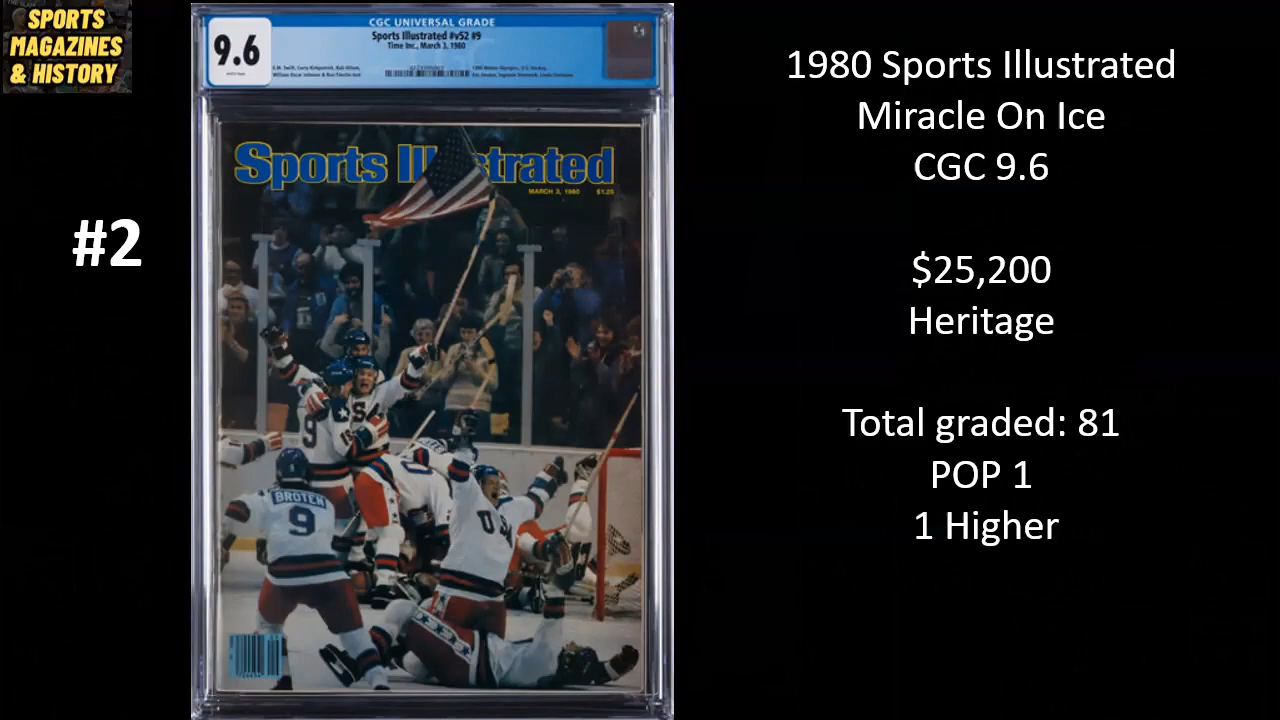 SPORTS
MAGAZINES
& HISTORY
#2
CGC UNIVERSAL GRADE
9.6
Sports Illustrated #v52 #9
Time Inc., March 3, 1980
Sports Illustrated
MARCH 3, 1980 $1.25
USA
9
BROTEN
9
USA
1980 Sports Illustrated
Miracle On Ice
CGC 9.6
$25,200
Heritage
Total graded: 81
POP 1
1 Higher